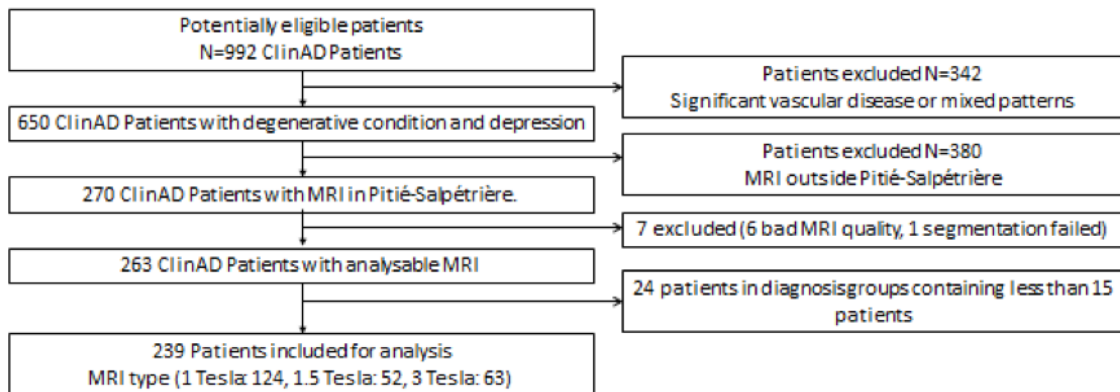 Potentially eligible patients
N=992 ClinAD Patients
Patients excluded N=342
Significant vascular disease or mixed patterns
650 ClinAD Patients with degenerative condition and depression
Patients excluded N=380
MRI outside Pitié-Salpétrière
270 ClinAD Patients with MRI in Pitié-Salpétrière.
7 excluded (6 bad MRI quality, 1 segmentation failed)
263 ClinAD Patients with analysable MRI
24 patients in diagnosis groups containing less than 15
patients
239 Patients included for analysis
MRI type (1 Tesla: 124, 1.5 Tesla: 52, 3 Tesla: 63)